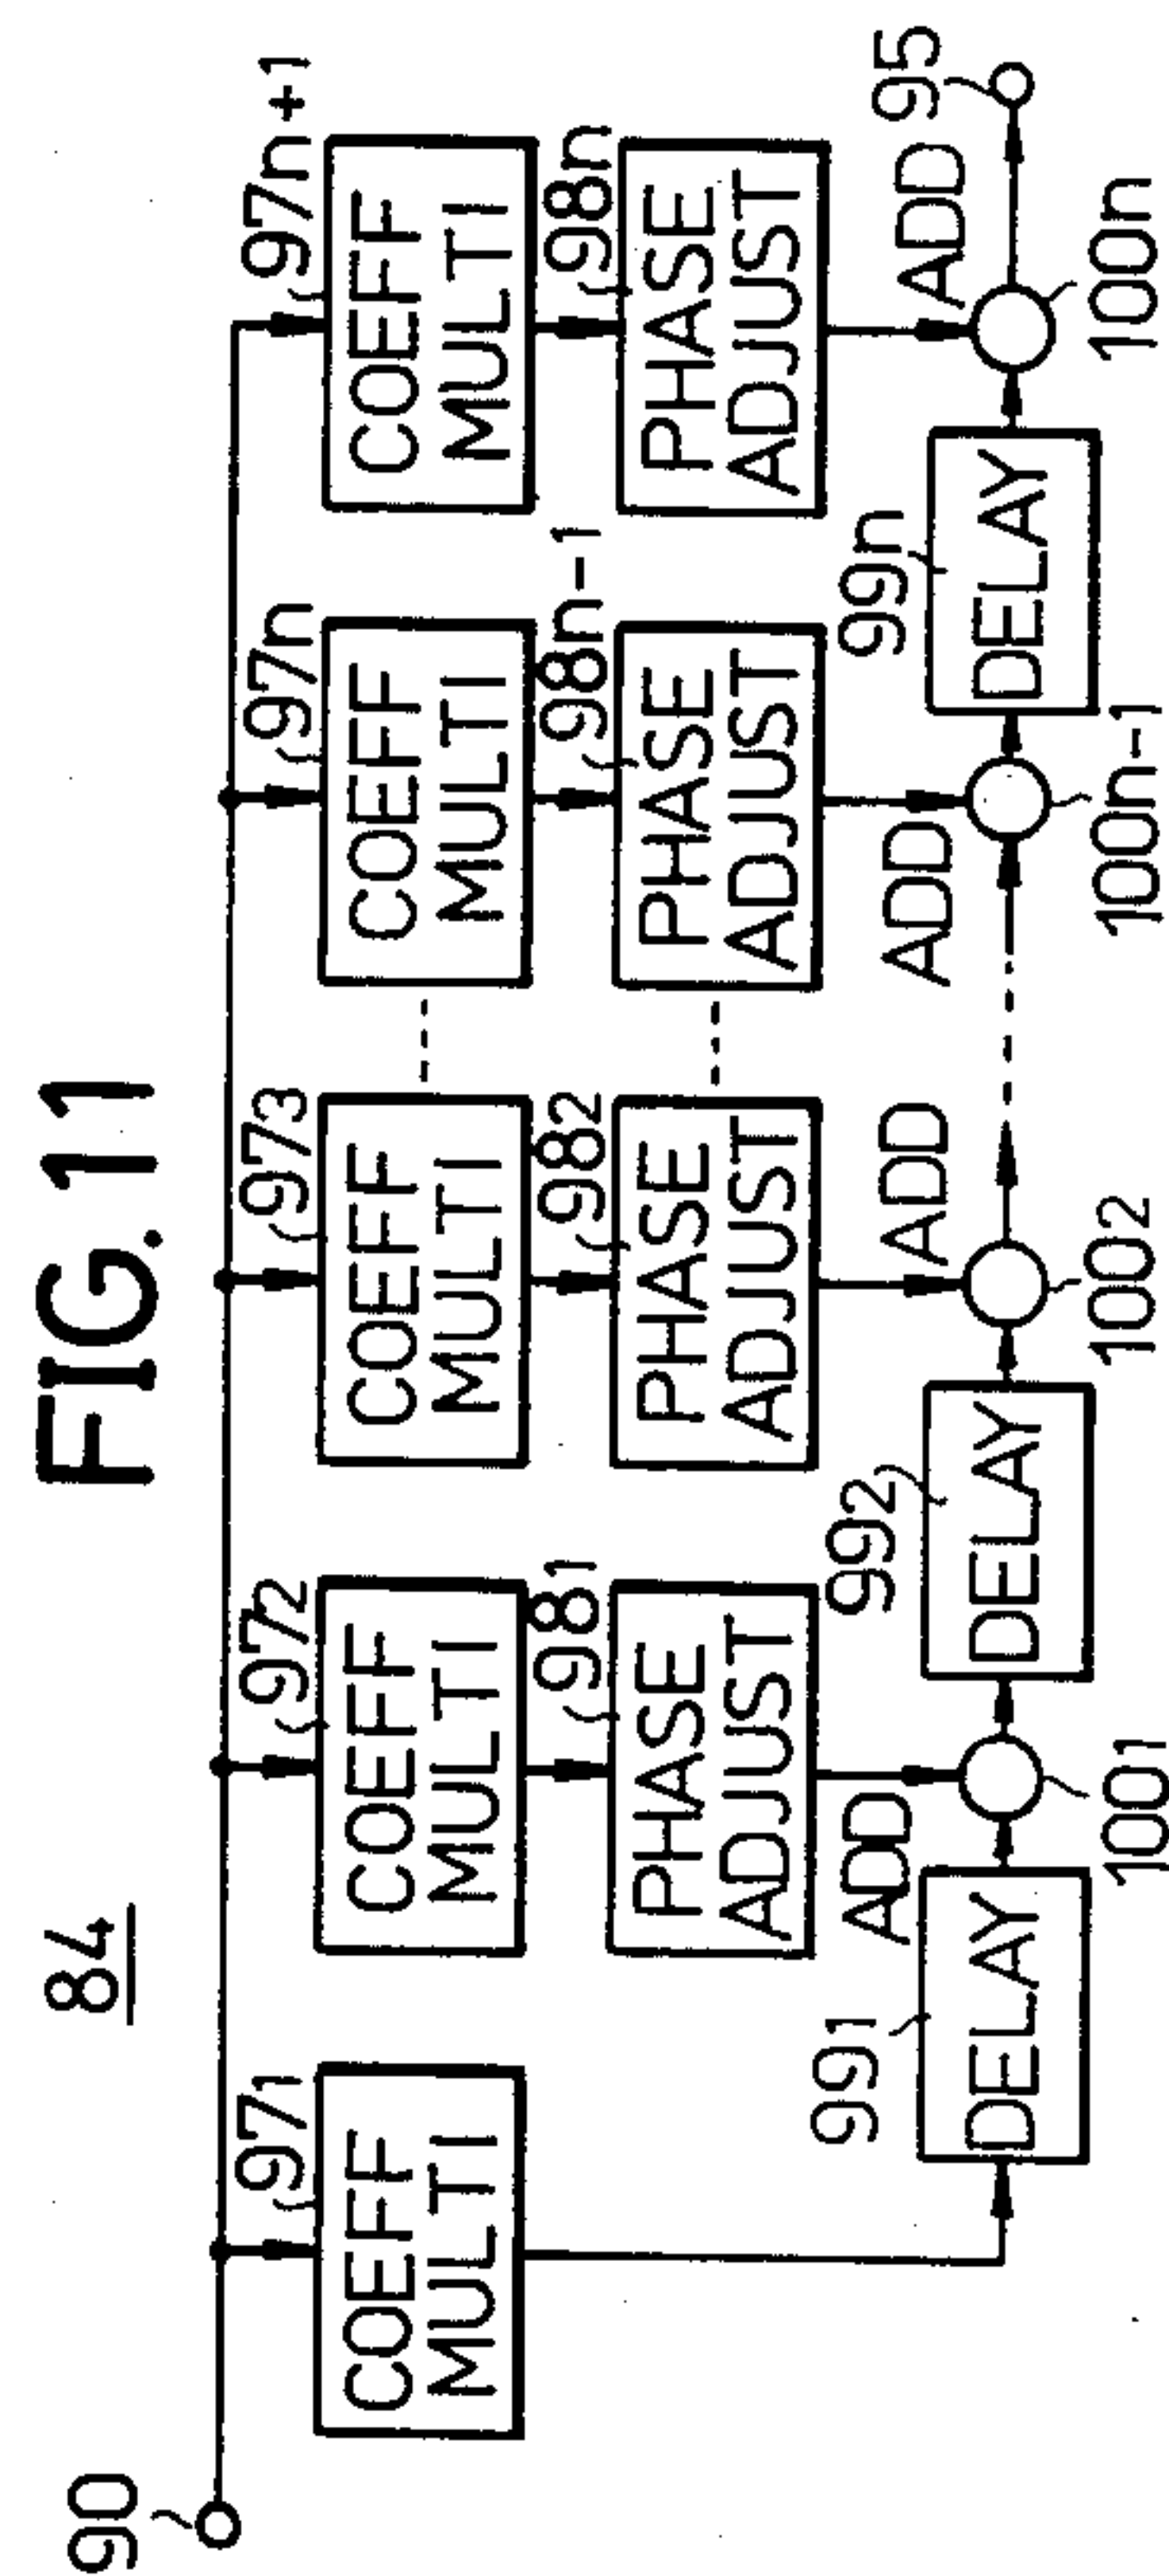 FIG. 11
84
90
97₁
97₂
97₃
97n
97n+1
COEFF
MULTI
COEFF
MULTI
COEFF
MULTI
COEFF
MULTI
COEFF
MULTI
98₁
98₂
98n-1
98n
PHASE
ADJUST
PHASE
ADJUST
PHASE
ADJUST
PHASE
ADJUST
99₁
DELAY
ADD
100₁
99₂
DELAY
ADD
100₂
ADD
100n-1
99n
DELAY
ADD
100n
95